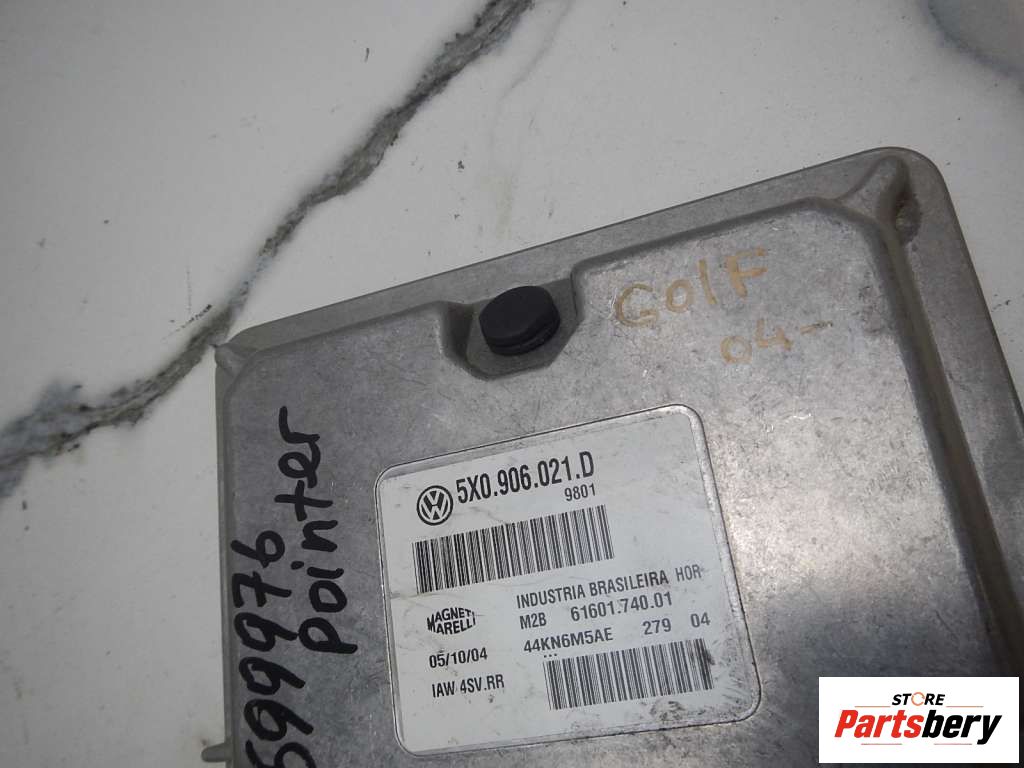 GOlF
04-
599976
pointer
5X0.906.021.D
9801
INDUSTRIA BRASILEIRA HOR
MAGNETI MARELLI
M2B 61601.740.01
44KN6M5AE 279 04
05/10/04
IAW 4SV.RR
STORE
Partsbery